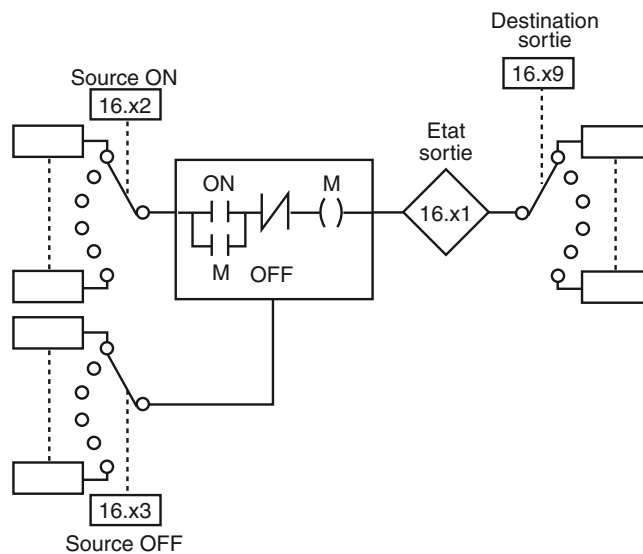 Destination
sortie
16.x9
Source ON
16.x2
Etat
sortie
ON
M
16.x1
M
OFF
16.x3
Source OFF